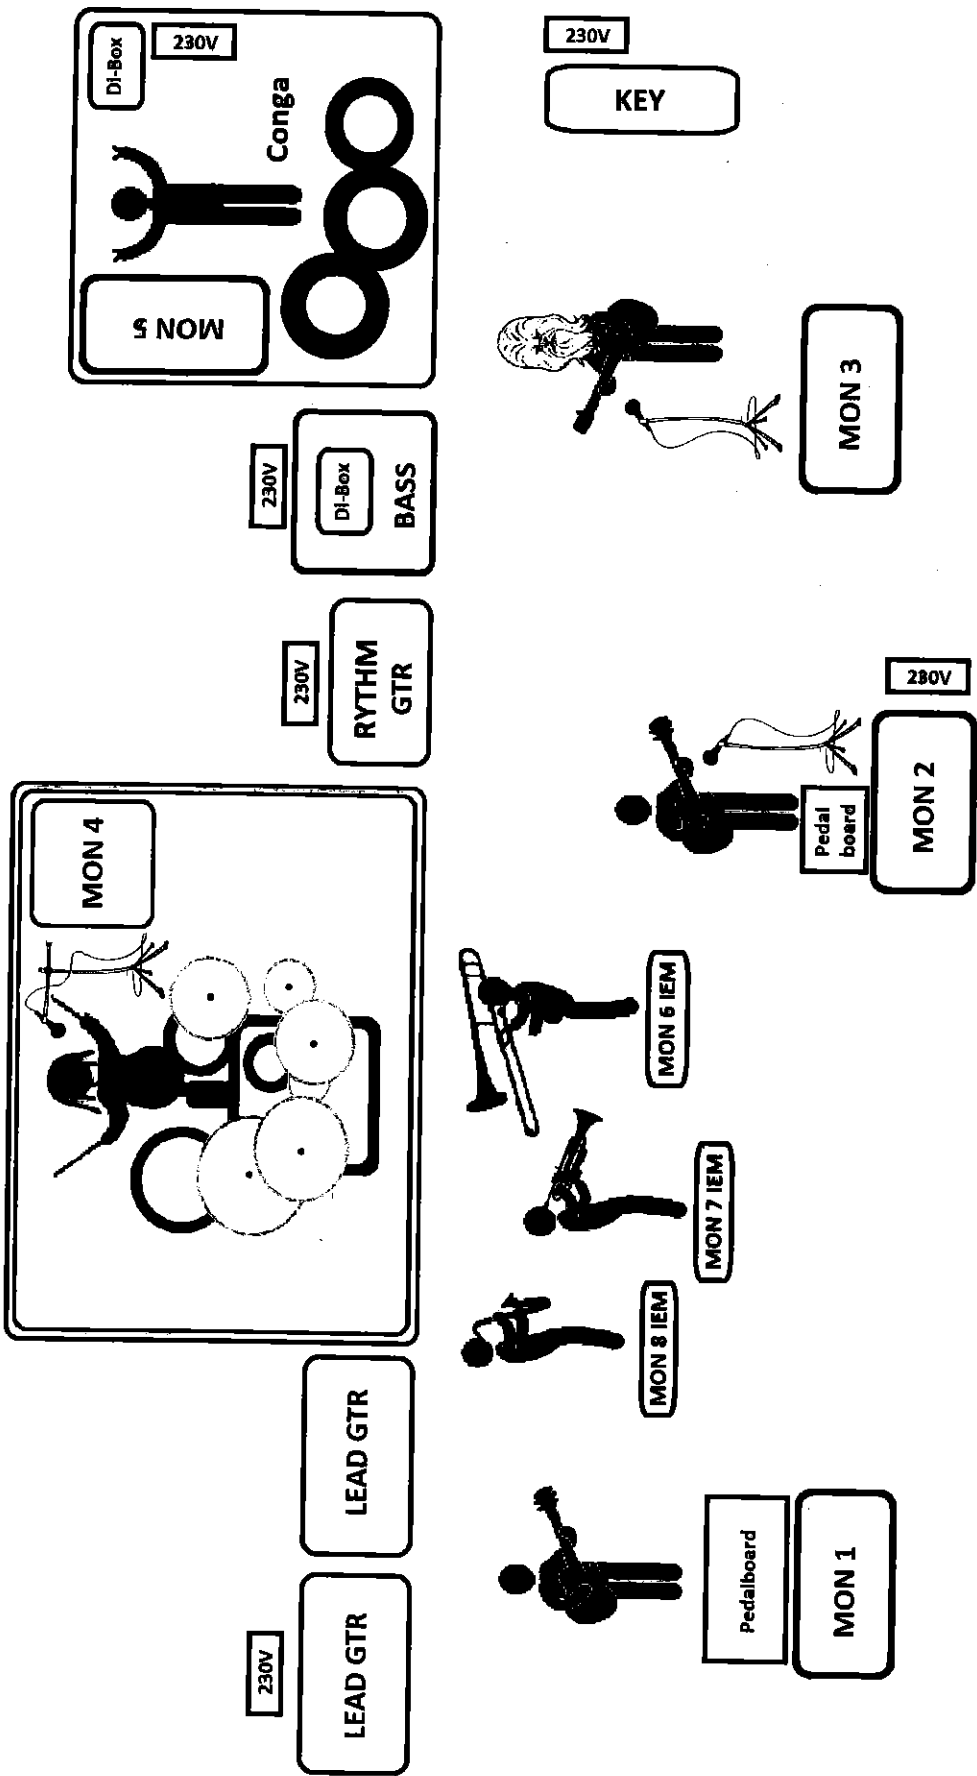 Di-Box
230V
Conga
MON 5
230V
KEY
230V
Di-Box
BASS
MON 3
230V
RYTHM
GTR
MON 4
230V
Pedal
board
MON 2
MON 6 IEM
MON 7 IEM
MON 8 IEM
LEAD GTR
230V
LEAD GTR
Pedalboard
MON 1